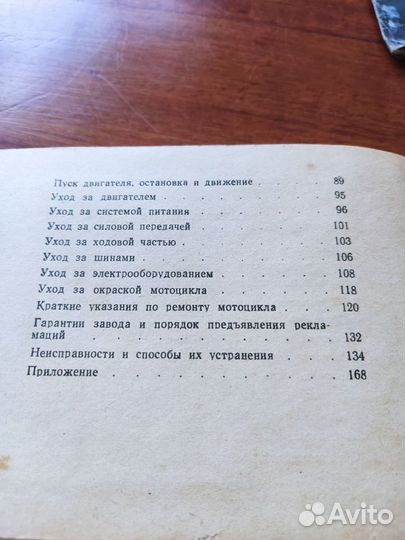 Пуск двигателя, остановка и движение . . . . 89
Уход за двигателем . . . . . . . 95
Уход за системой питания . . . . . . 96
Уход за силовой передачей . . . . . . 101
Уход за ходовой частью . . . . . . 103
Уход за шинами . . . . . . . . 106
Уход за электрооборудованием . . . . . 108
Уход за окраской мотоцикла . . . . . 118
Краткие указания по ремонту мотоцикла . . . . 120
Гарантии завода и порядок предъявления рекла-
маций . . . . . . . . . . 132
Неисправности и способы их устранения . . . . 134
Приложение . . . . . . . . . 168
Avito